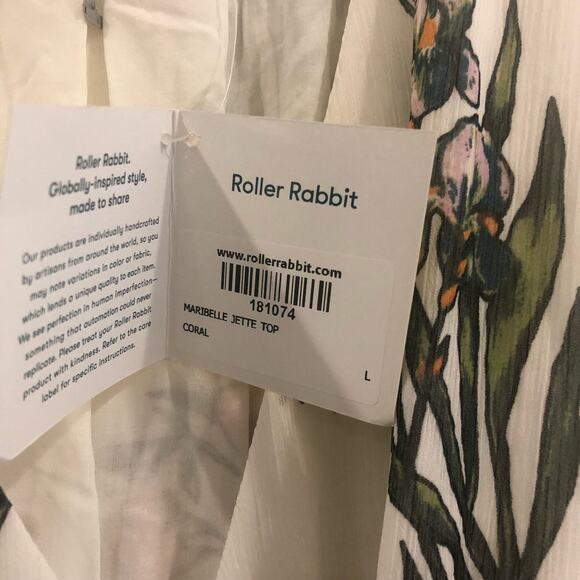 Roller Rabbit.
Globally-inspired style,
made to share
Our products are individually handcrafted
by artisans from around the world, so you
may note variations in color or fabric,
which lends a unique quality to each item.
We see perfection in human imperfection—
something that automation could never
replicate. Please treat your Roller Rabbit
product with kindness. Refer to the care
label for specific instructions.
Roller Rabbit
www.rollerrabbit.com
181074
MARIBELLE JETTE TOP
CORAL
L